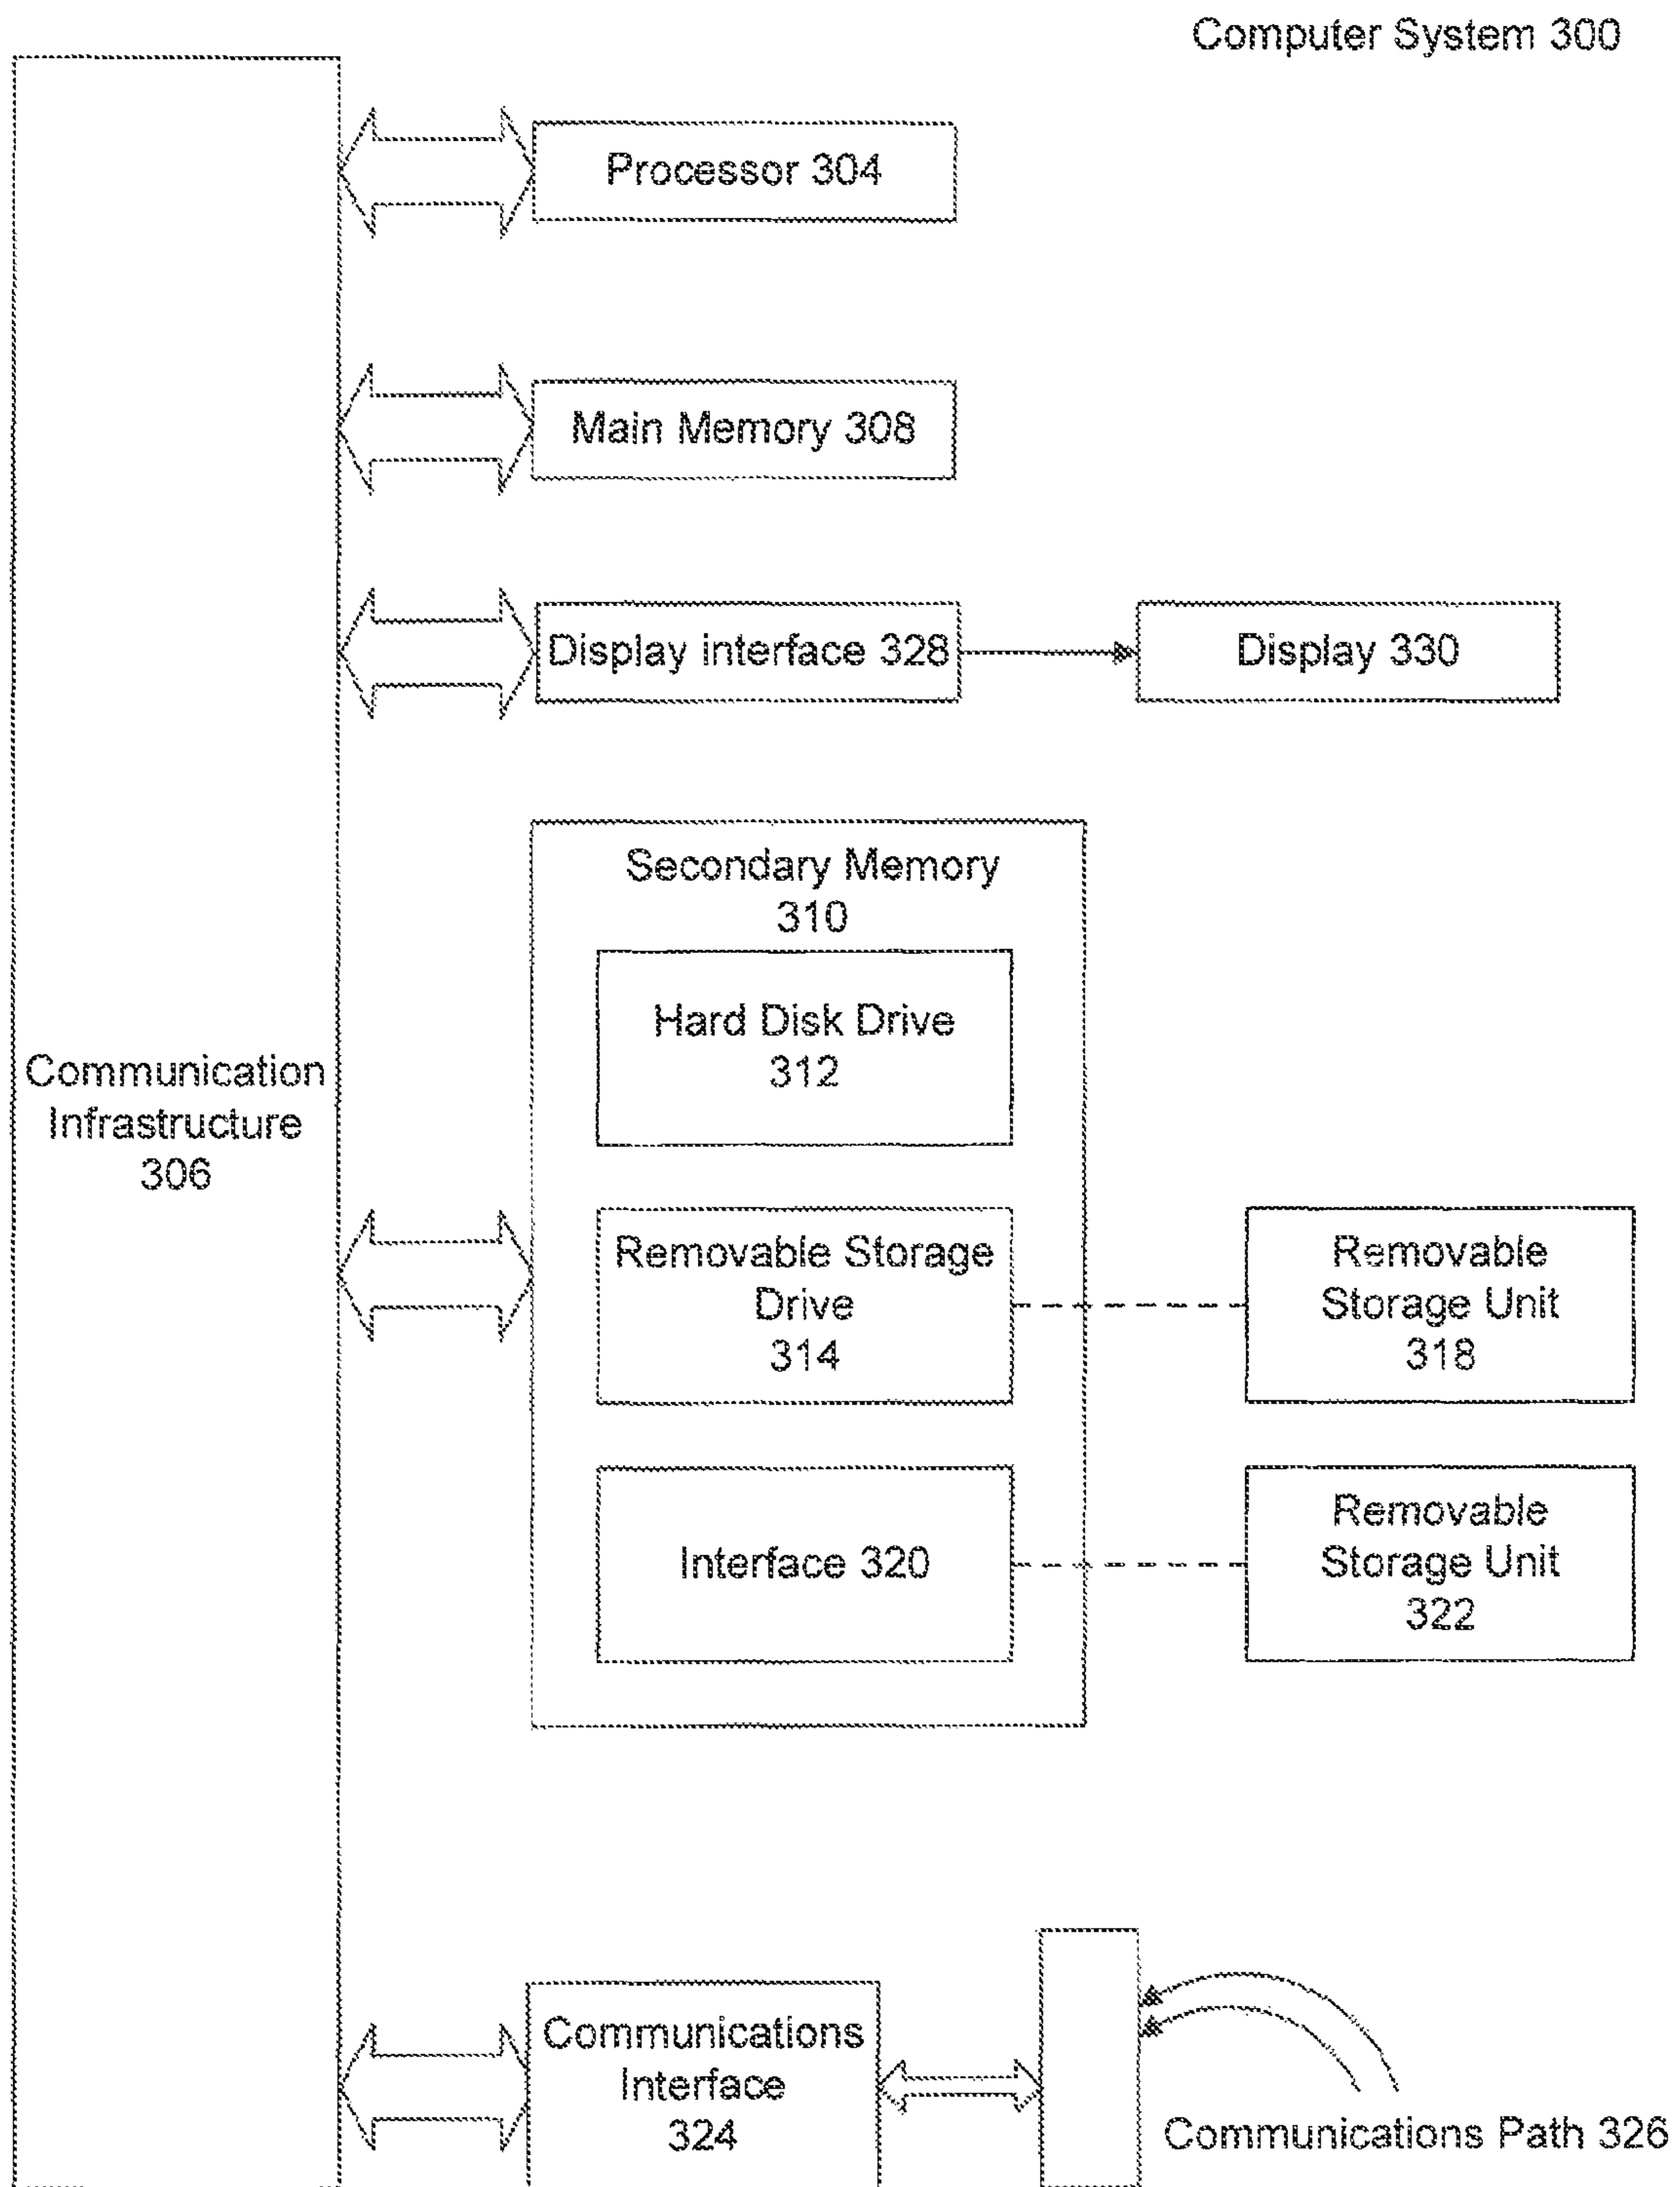 Computer System 300
Processor 304
Main Memory 308
Display interface 328
Display 330
Secondary Memory
310
Hard Disk Drive
312
Communication
Infrastructure
306
Removable Storage
Drive
314
Removable
Storage Unit
318
Interface 320
Removable
Storage Unit
322
Communications
Interface
324
Communications Path 326